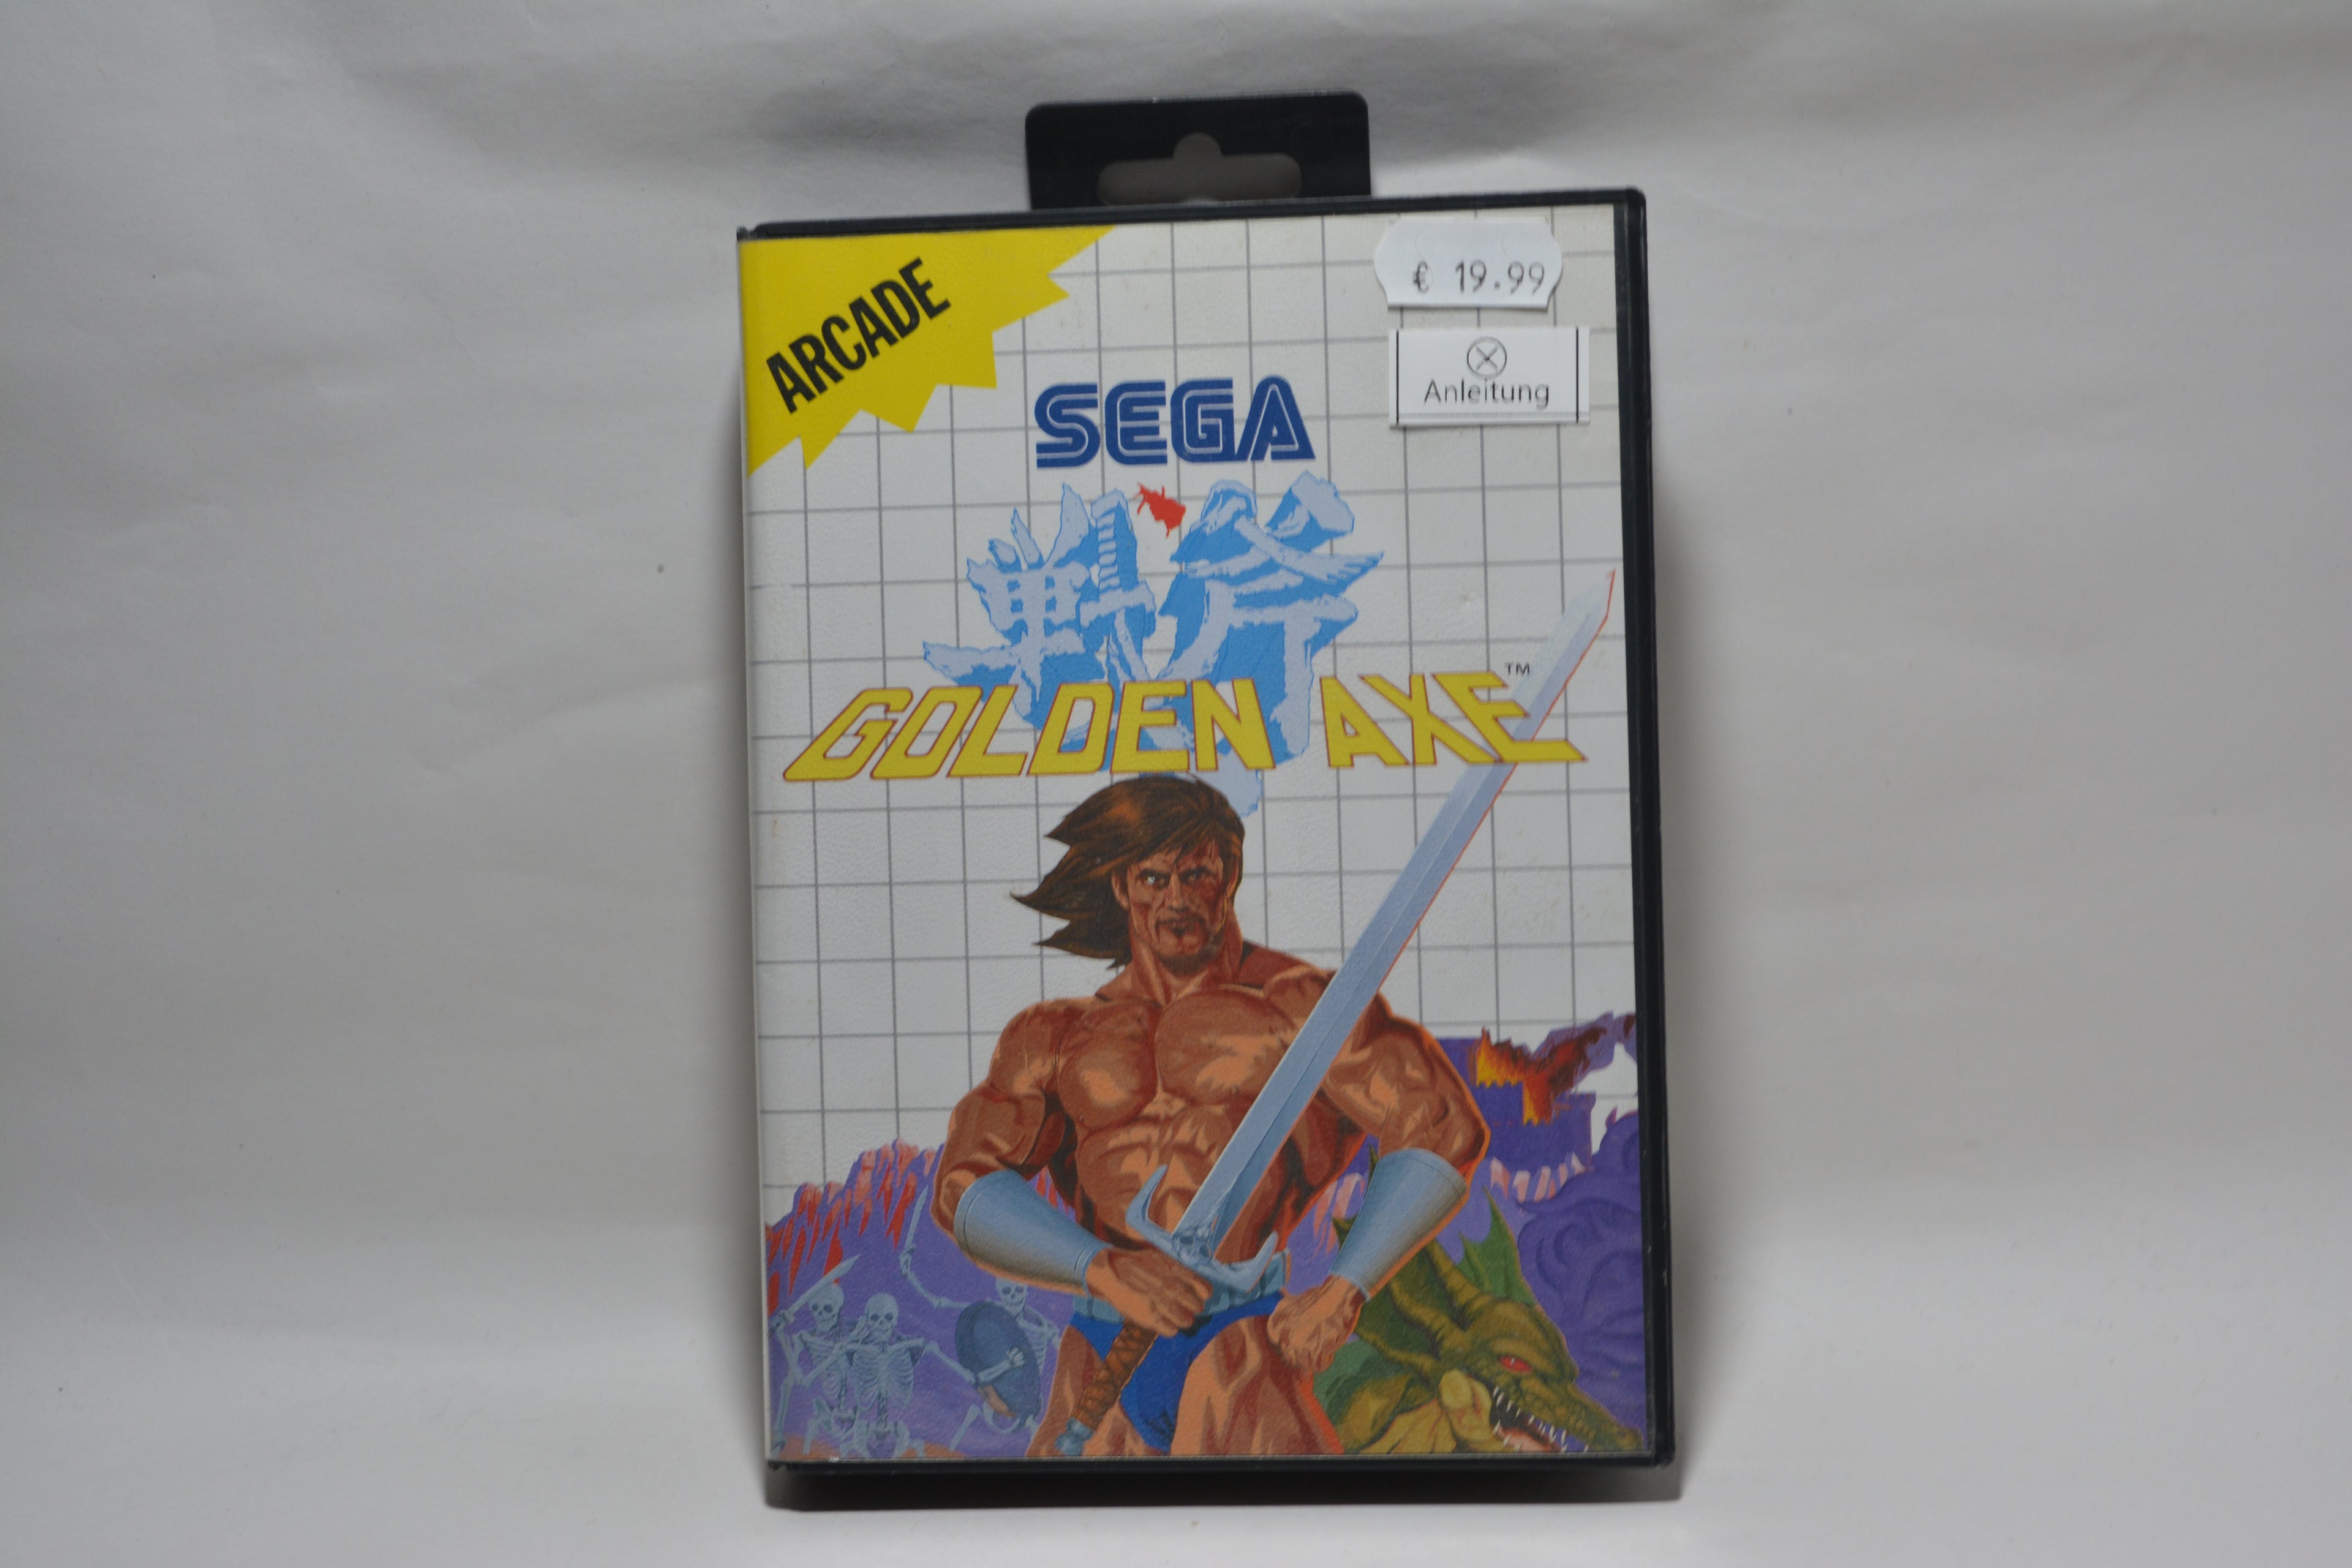 ARCADE
€ 19.99
Anleitung
SEGA
戦斧
GOLDEN AXE™